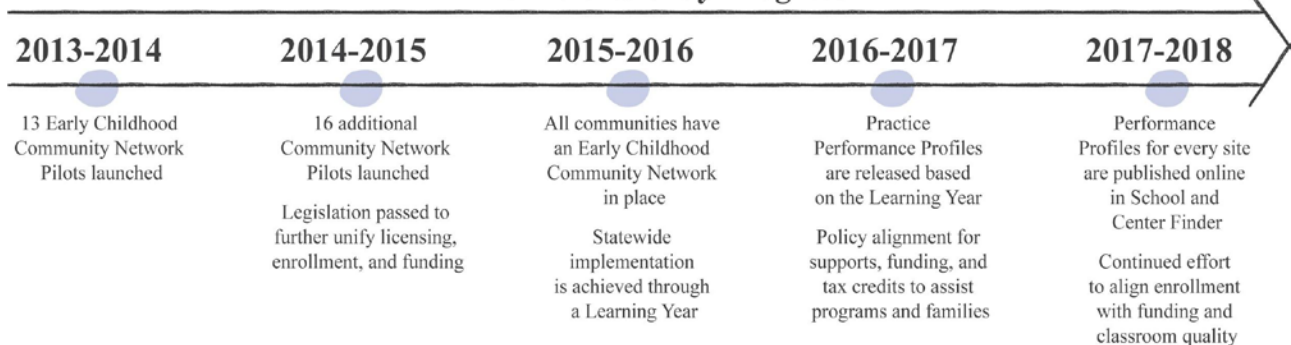 2013-2014
13 Early Childhood
Community Network
Pilots launched
2014-2015
16 additional
Community Network
Pilots launched
Legislation passed to
further unify licensing,
enrollment, and funding
2015-2016
All communities have
an Early Childhood
Community Network
in place
Statewide
implementation
is achieved through
a Learning Year
2016-2017
Practice
Performance Profiles
are released based
on the Learning Year
Policy alignment for
supports, funding, and
tax credits to assist
programs and families
2017-2018
Performance
Profiles for every site
are published online
in School and
Center Finder
Continued effort
to align enrollment
with funding and
classroom quality